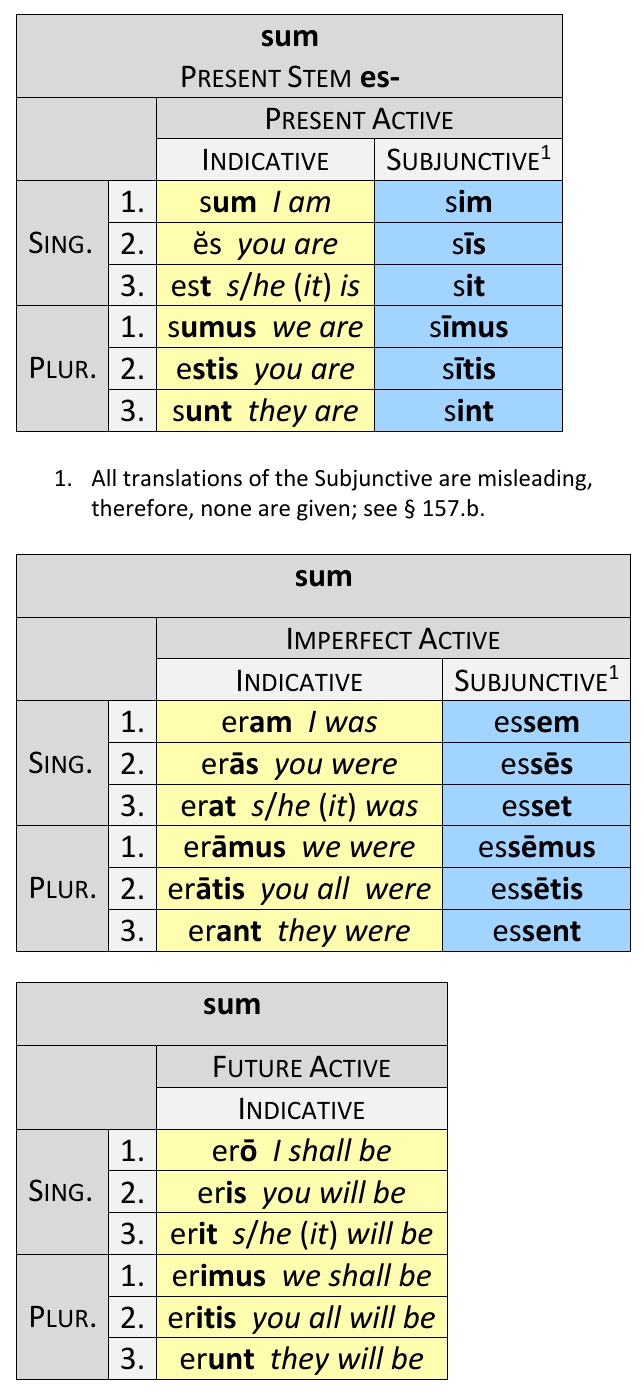 sum
PRESENT STEM es-
PRESENT ACTIVE
INDICATIVE SUBJUNCTIVE1
SING. 1. sum I am sim
2. ĕs you are sīs
3. est s/he (it) is sit
PLUR. 1. sumus we are sīmus
2. estis you are sītis
3. sunt they are sint
1. All translations of the Subjunctive are misleading,
therefore, none are given; see § 157.b.
sum
IMPERFECT ACTIVE
INDICATIVE SUBJUNCTIVE1
SING. 1. eram I was essem
2. erās you were essēs
3. erat s/he (it) was esset
PLUR. 1. erāmus we were essēmus
2. erātis you all were essētis
3. erant they were essent
sum
FUTURE ACTIVE
INDICATIVE
SING. 1. erō I shall be
2. eris you will be
3. erit s/he (it) will be
PLUR. 1. erimus we shall be
2. eritis you all will be
3. erunt they will be